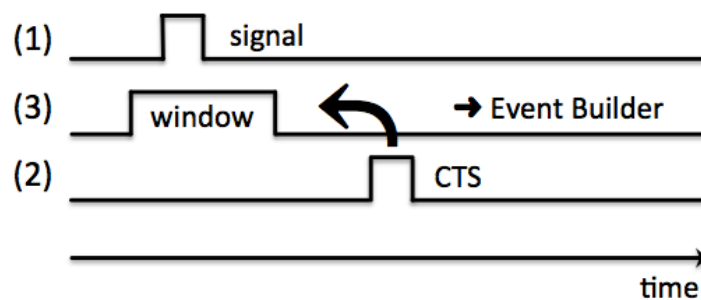 (1) signal
(3) window ➜ Event Builder
(2) CTS
time